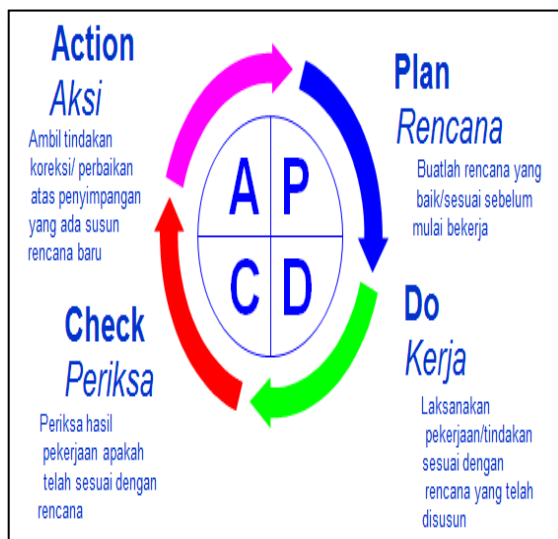 Action
Aksi
Ambil tindakan
koreksi/ perbaikan
atas penyimpangan
yang ada susun
rencana baru
Plan
Rencana
Buatlah rencana yang
baik/sesuai sebelum
mulai bekerja
A P
C D
Check
Periksa
Periksa hasil
pekerjaan apakah
telah sesuai dengan
rencana
Do
Kerja
Laksanakan
pekerjaan/tindakan
sesuai dengan
rencana yang telah
disusun